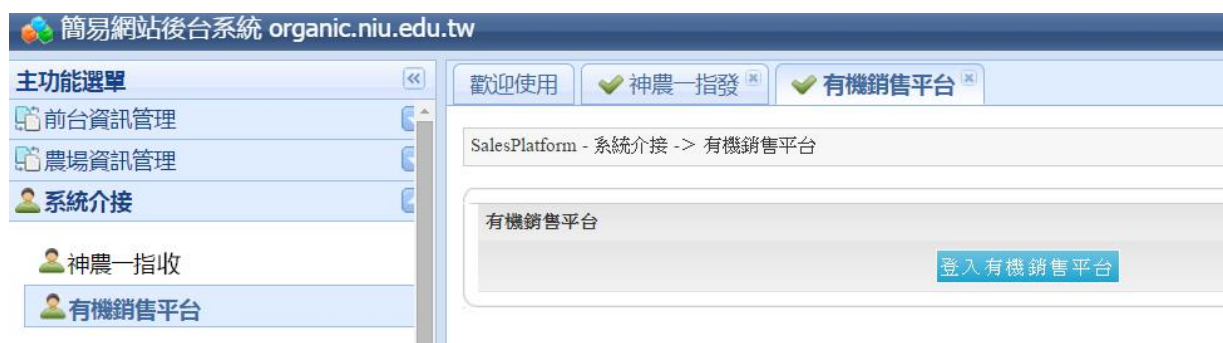 簡易網站後台系統 organic.niu.edu.tw
主功能選單
前台資訊管理
農場資訊管理
系統介接
神農一指收
有機銷售平台
歡迎使用 神農一指發 有機銷售平台
SalesPlatform - 系統介接 -> 有機銷售平台
有機銷售平台
登入有機銷售平台